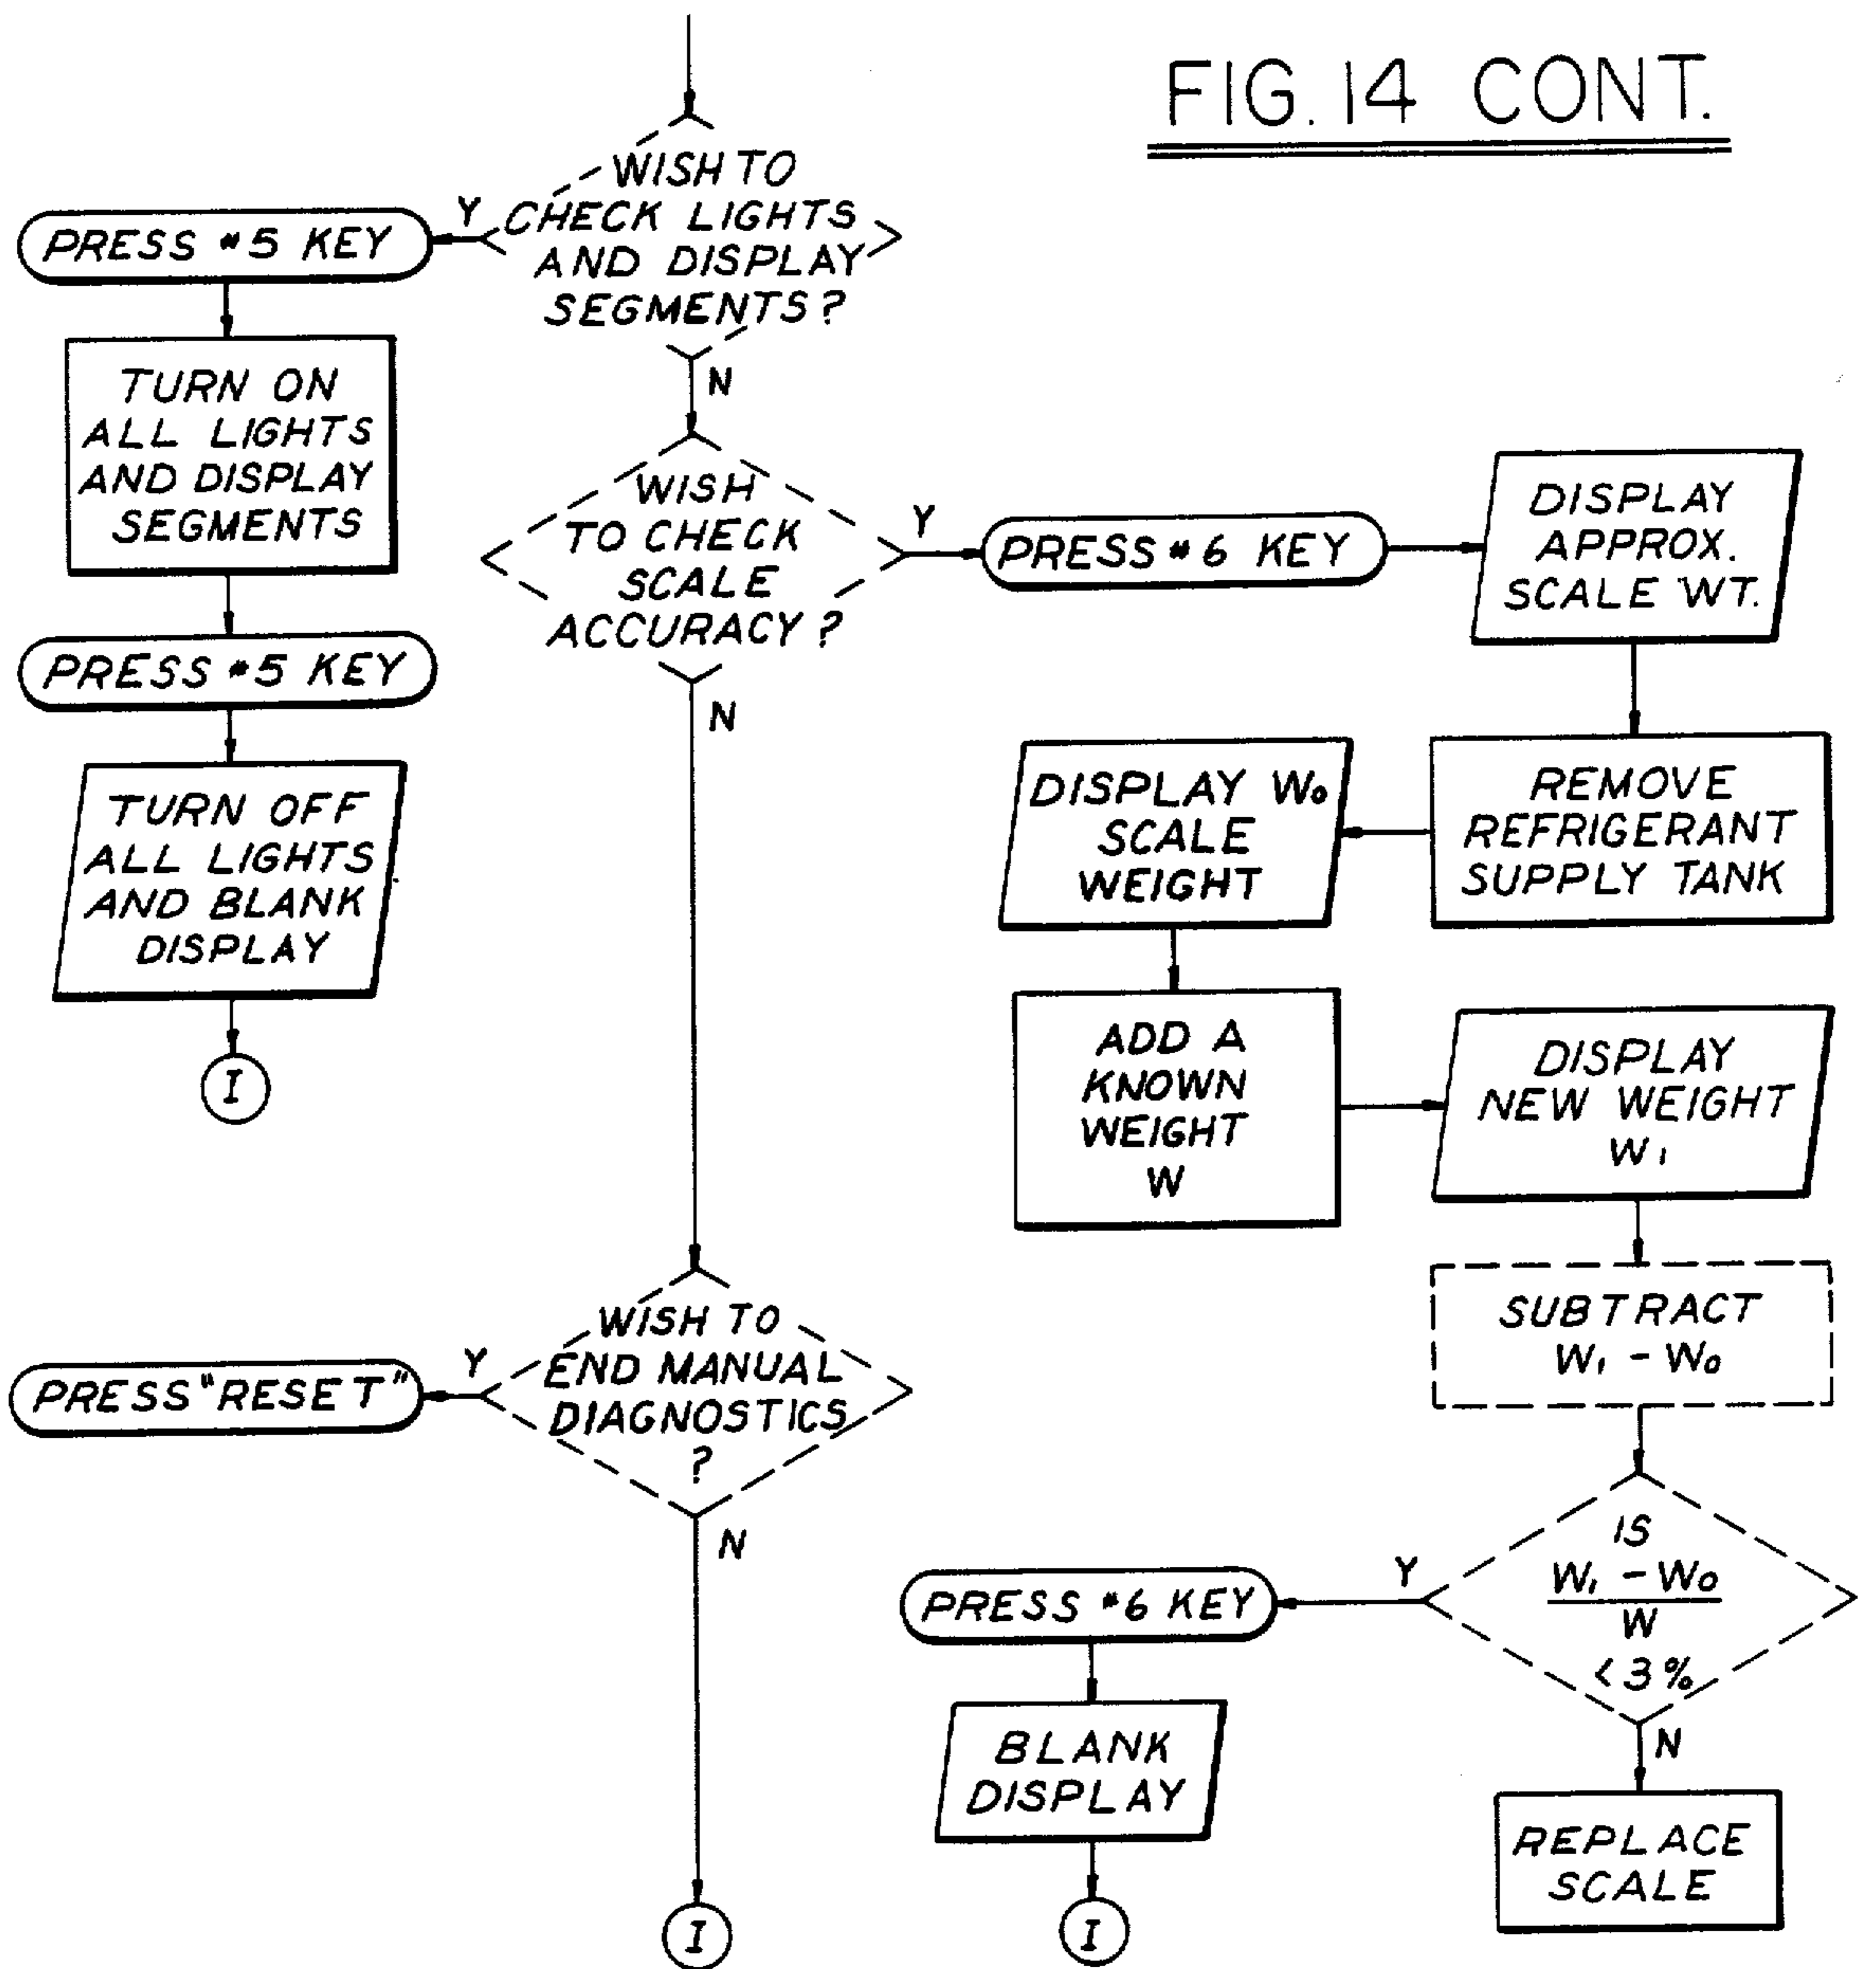 FIG. 14 CONT.
WISH TO
CHECK LIGHTS
AND DISPLAY
SEGMENTS?
Y
PRESS #5 KEY
TURN ON
ALL LIGHTS
AND DISPLAY
SEGMENTS
PRESS #5 KEY
TURN OFF
ALL LIGHTS
AND BLANK
DISPLAY
I
N
WISH
TO CHECK
SCALE
ACCURACY?
Y
PRESS #6 KEY
DISPLAY
APPROX.
SCALE WT.
REMOVE
REFRIGERANT
SUPPLY TANK
DISPLAY W₀
SCALE
WEIGHT
ADD A
KNOWN
WEIGHT
W
DISPLAY
NEW WEIGHT
W₁
SUBTRACT
W₁ - W₀
IS
W₁ - W₀
W
<3%
Y
PRESS #6 KEY
BLANK
DISPLAY
I
N
REPLACE
SCALE
N
WISH TO
END MANUAL
DIAGNOSTICS
?
Y
PRESS "RESET"
N
I